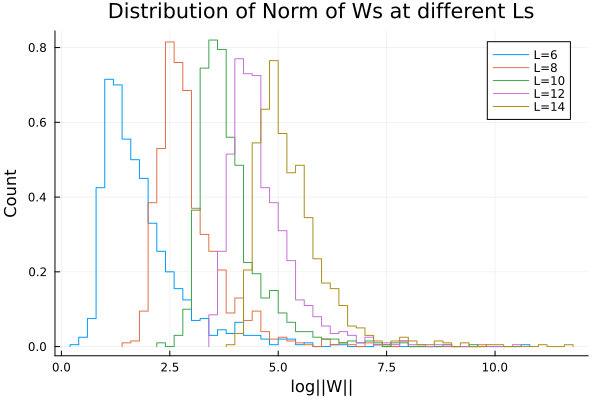 Distribution of Norm of Ws at different Ls
L=6
L=8
L=10
L=12
L=14
Count
0.8
0.6
0.4
0.2
0.0
0.0 2.5 5.0 7.5 10.0
log||W||